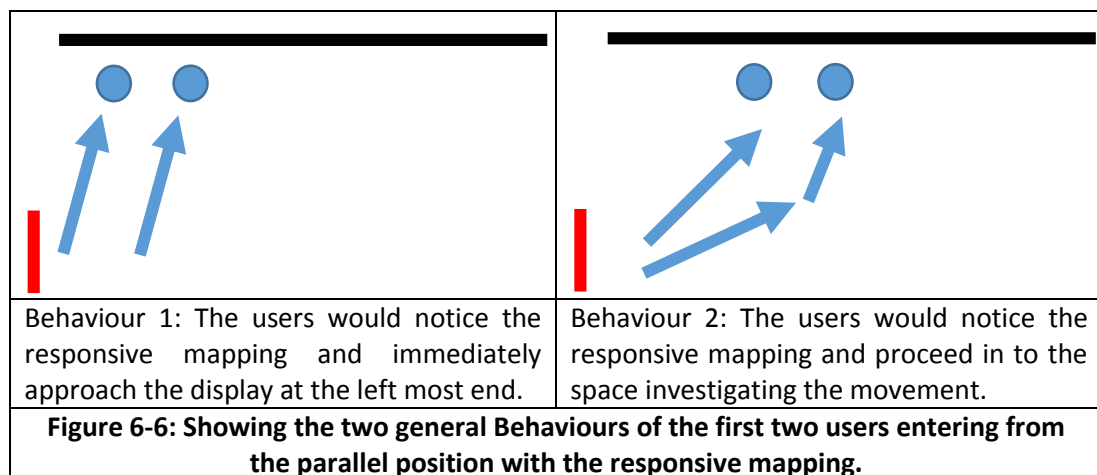 Behaviour 1: The users would notice the
responsive mapping and immediately
approach the display at the left most end.
Behaviour 2: The users would notice the
responsive mapping and proceed in to the
space investigating the movement.
Figure 6-6: Showing the two general Behaviours of the first two users entering from
the parallel position with the responsive mapping.